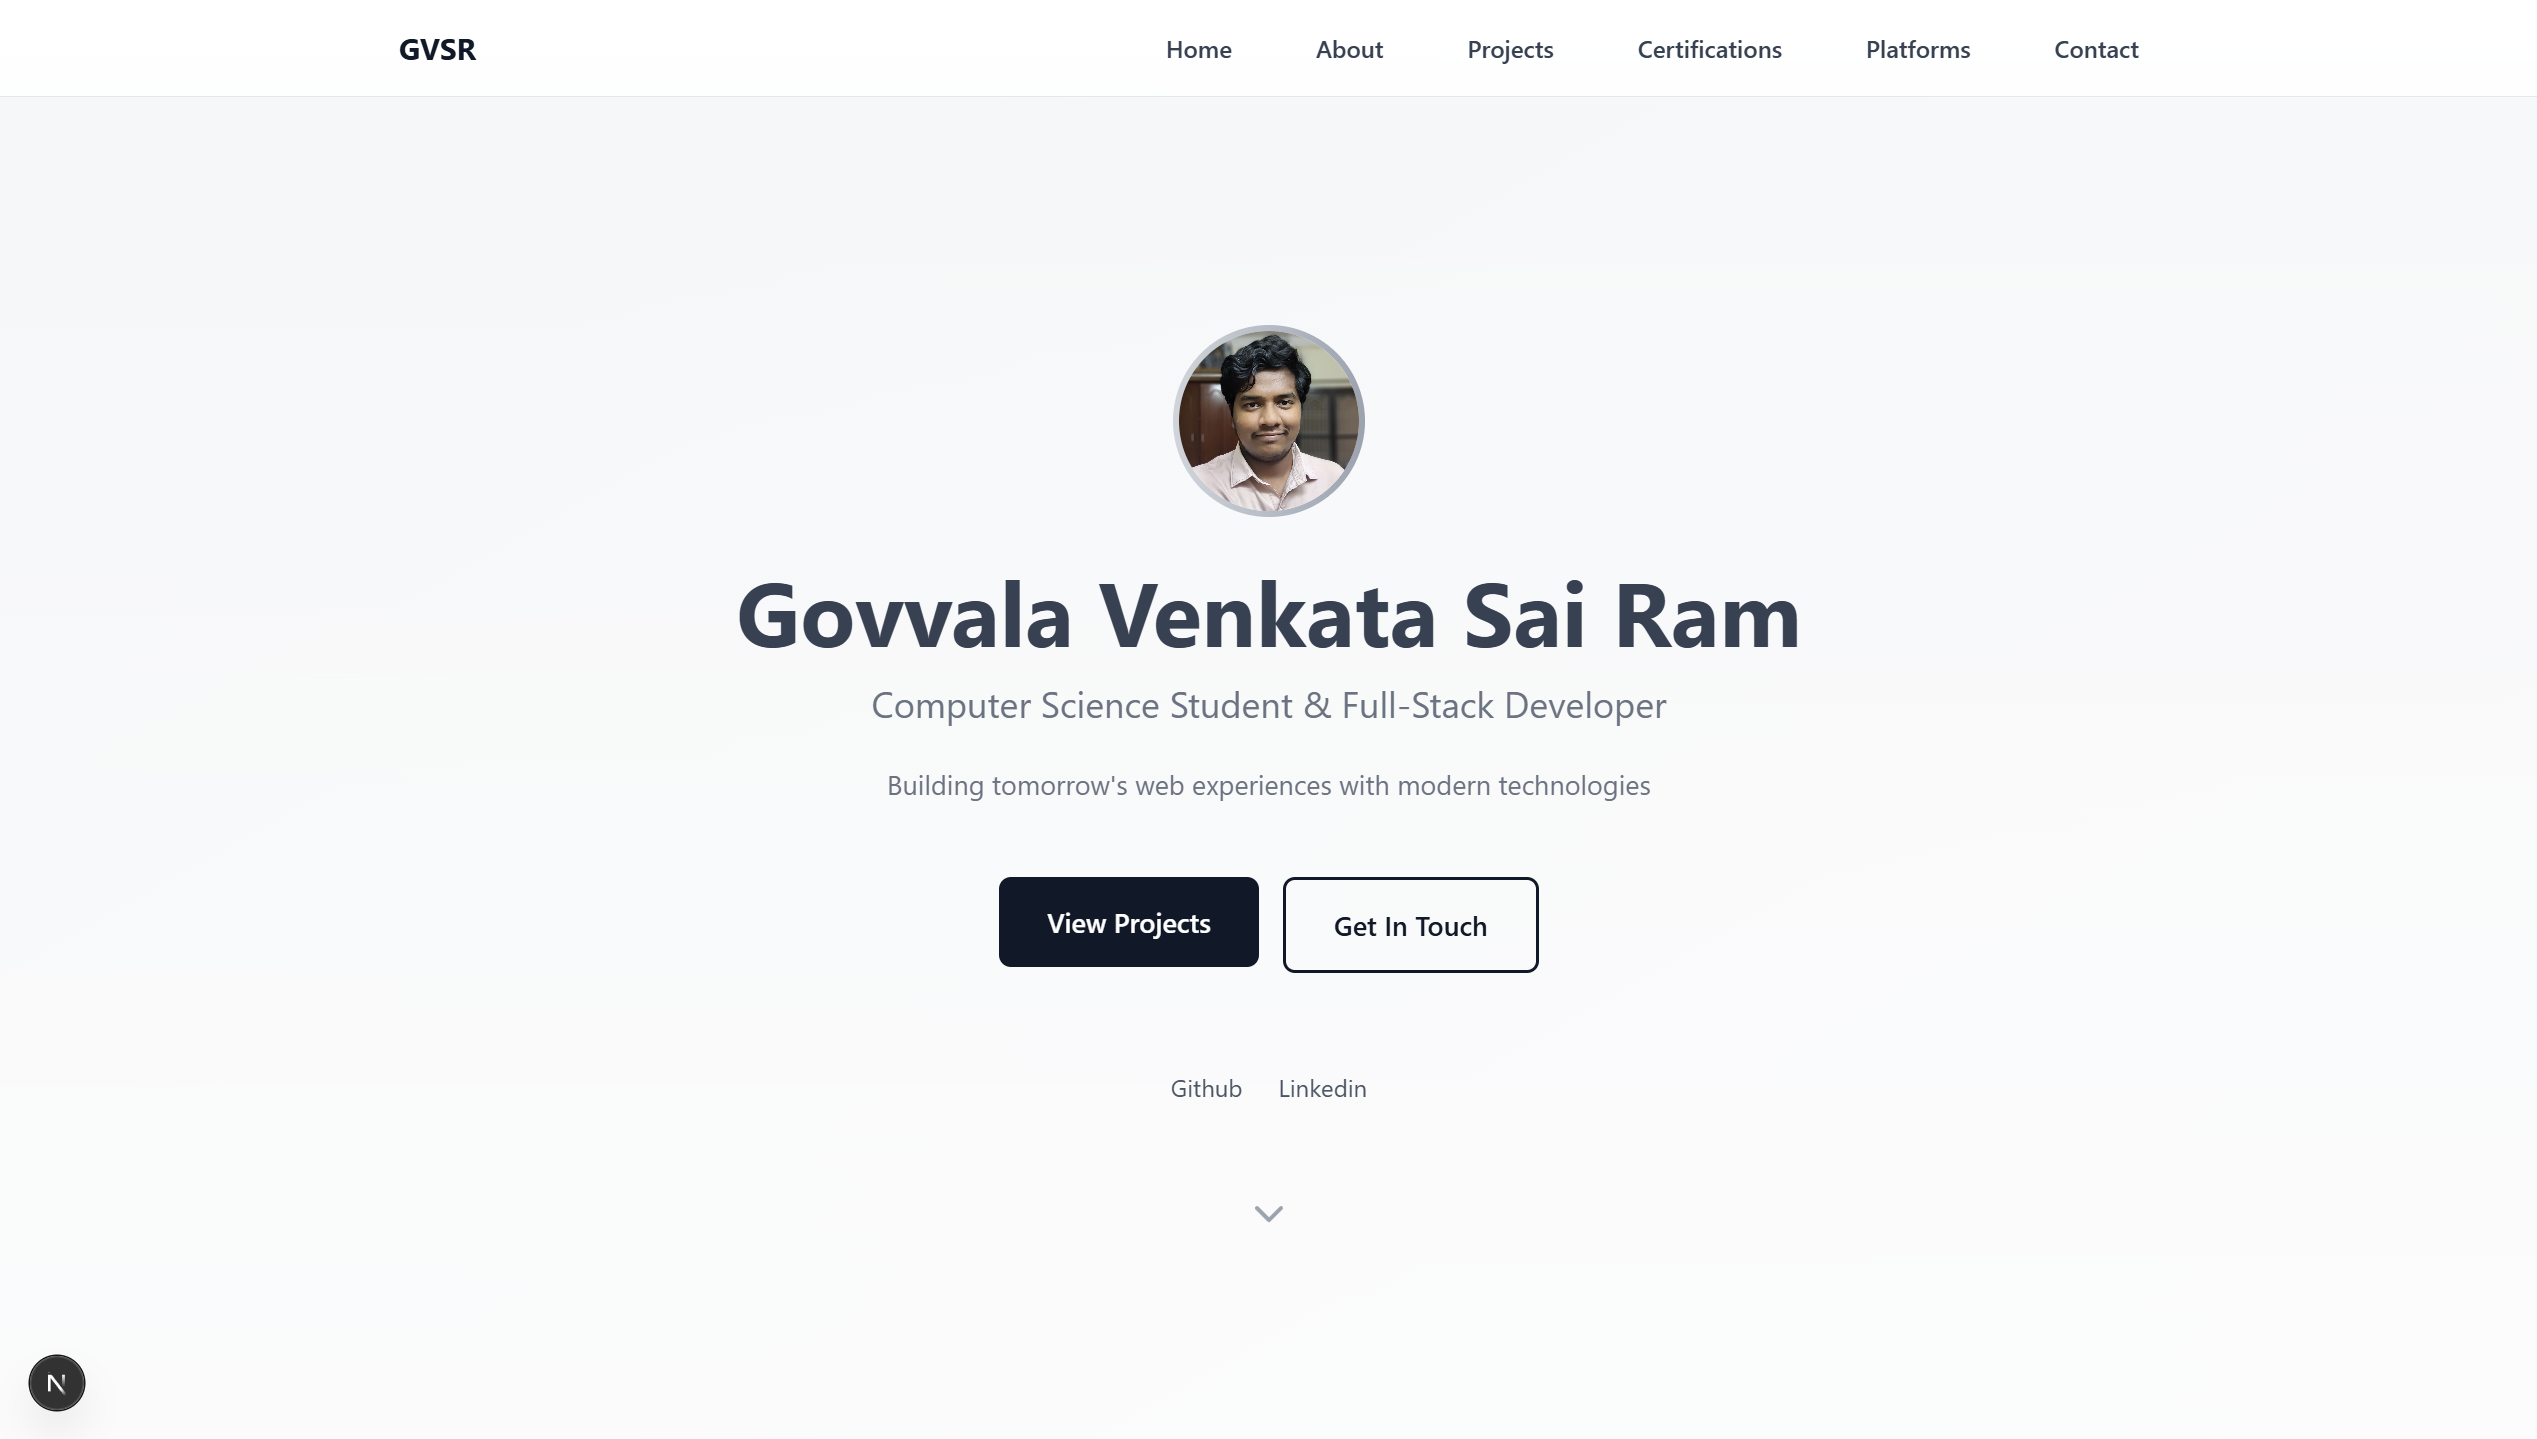 GVSR Home About Projects Certifications Platforms Contact
Govvala Venkata Sai Ram
Computer Science Student & Full-Stack Developer
Building tomorrow's web experiences with modern technologies
View Projects Get In Touch
Github Linkedin
N